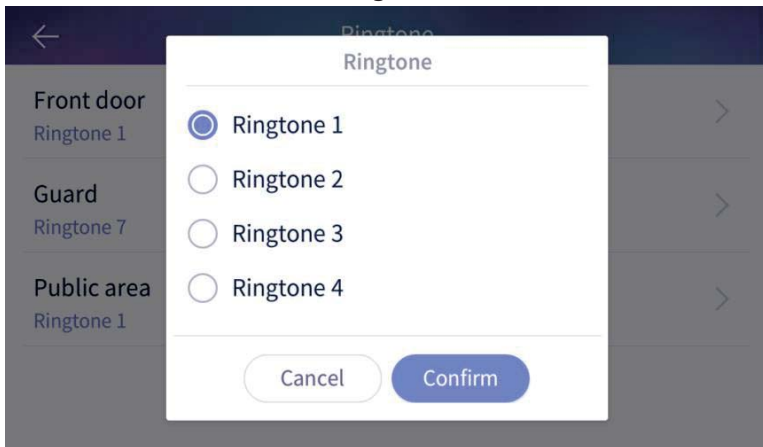 Ringtone
Ringtone
Front door
Ringtone 1
Guard
Ringtone 7
Public area
Ringtone 1
Ringtone 1
Ringtone 2
Ringtone 3
Ringtone 4
Cancel
Confirm